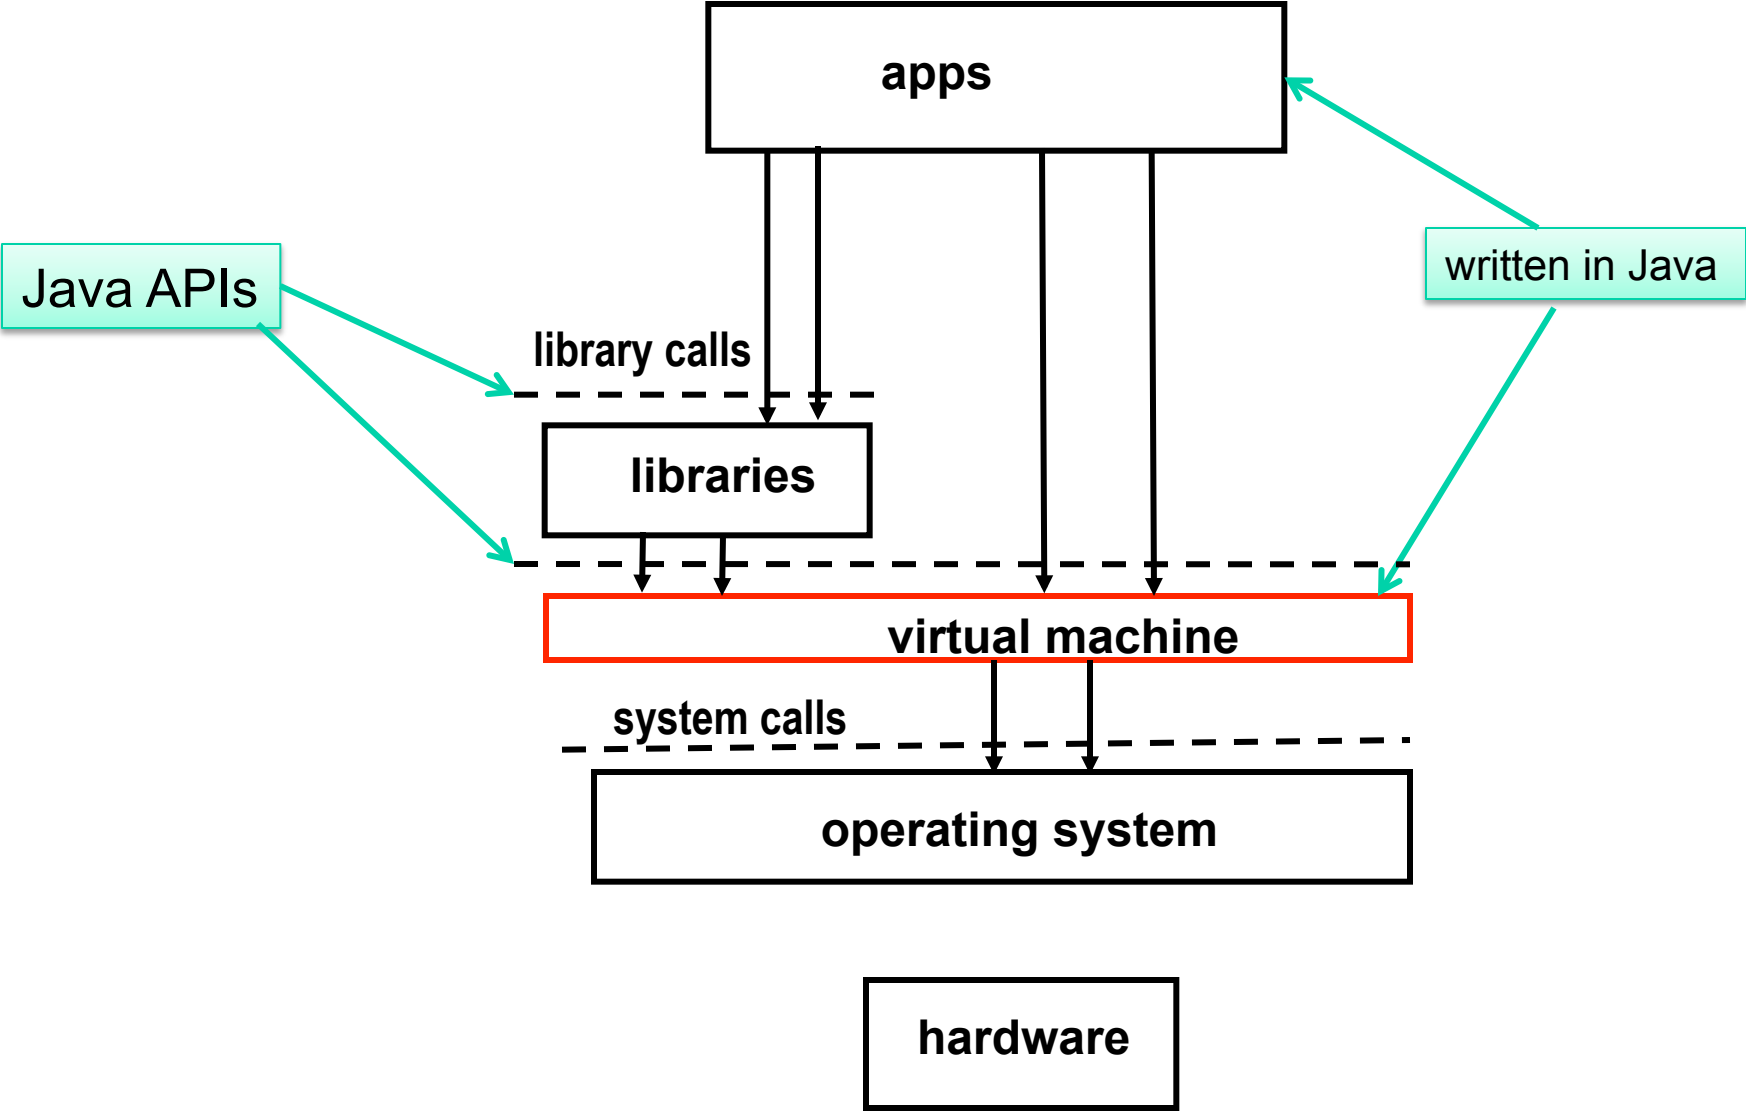 apps
written in Java
Java APIs
library calls
libraries
virtual machine
system calls
operating system
hardware